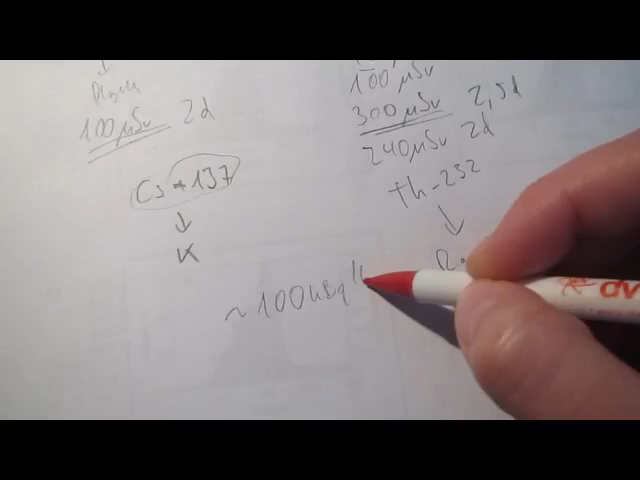 100 µSv 2d
Cs-137
K
100 µSv
300 µSv 2,5d
240 µSv 2d
Th-232
~100 kBq